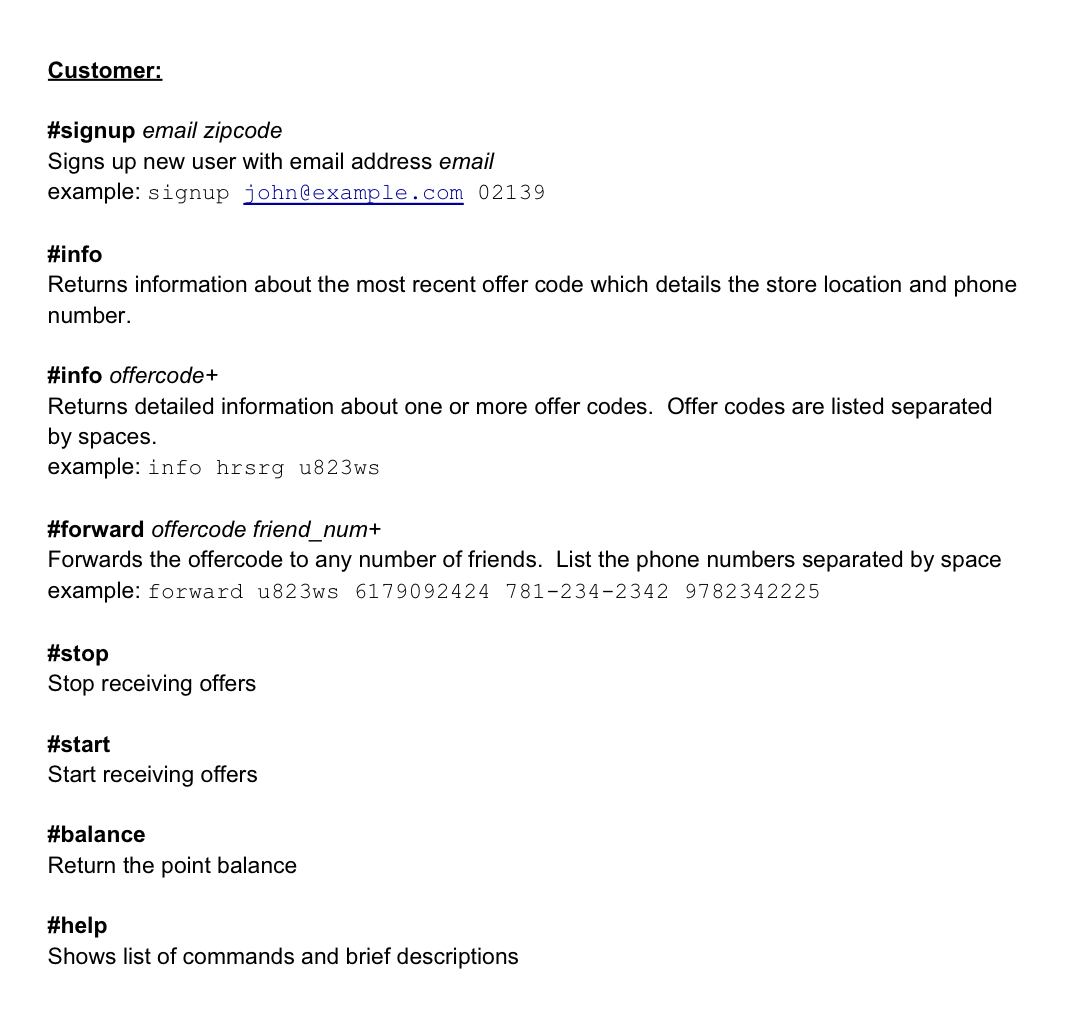 Customer:
#signup email zipcode
Signs up new user with email address email
example: signup john@example.com 02139
#info
Returns information about the most recent offer code which details the store location and phone
number.
#info offercode+
Returns detailed information about one or more offer codes.  Offer codes are listed separated
by spaces.
example: info hrsrg u823ws
#forward offercode friend_num+
Forwards the offercode to any number of friends.  List the phone numbers separated by space
example: forward u823ws 6179092424 781-234-2342 9782342225
#stop
Stop receiving offers
#start
Start receiving offers
#balance
Return the point balance
#help
Shows list of commands and brief descriptions